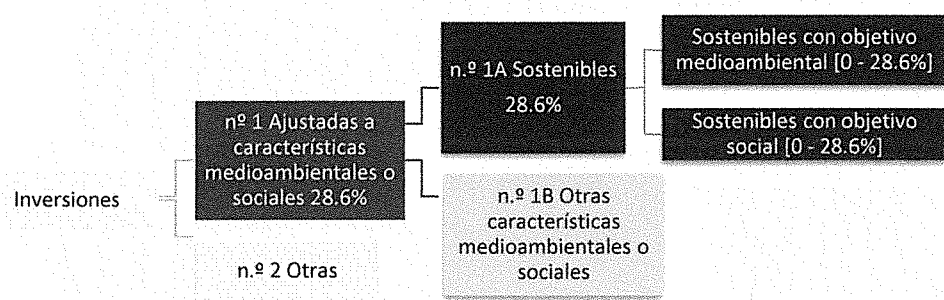 Inversiones
nº 1 Ajustadas a
características
medioambientales o
sociales 28.6%
n.º 2 Otras
n.º 1A Sostenibles
28.6%
n.º 1B Otras
características
medioambientales o
sociales
Sostenibles con objetivo
medioambiental [0 - 28.6%]
Sostenibles con objetivo
social [0 - 28.6%]